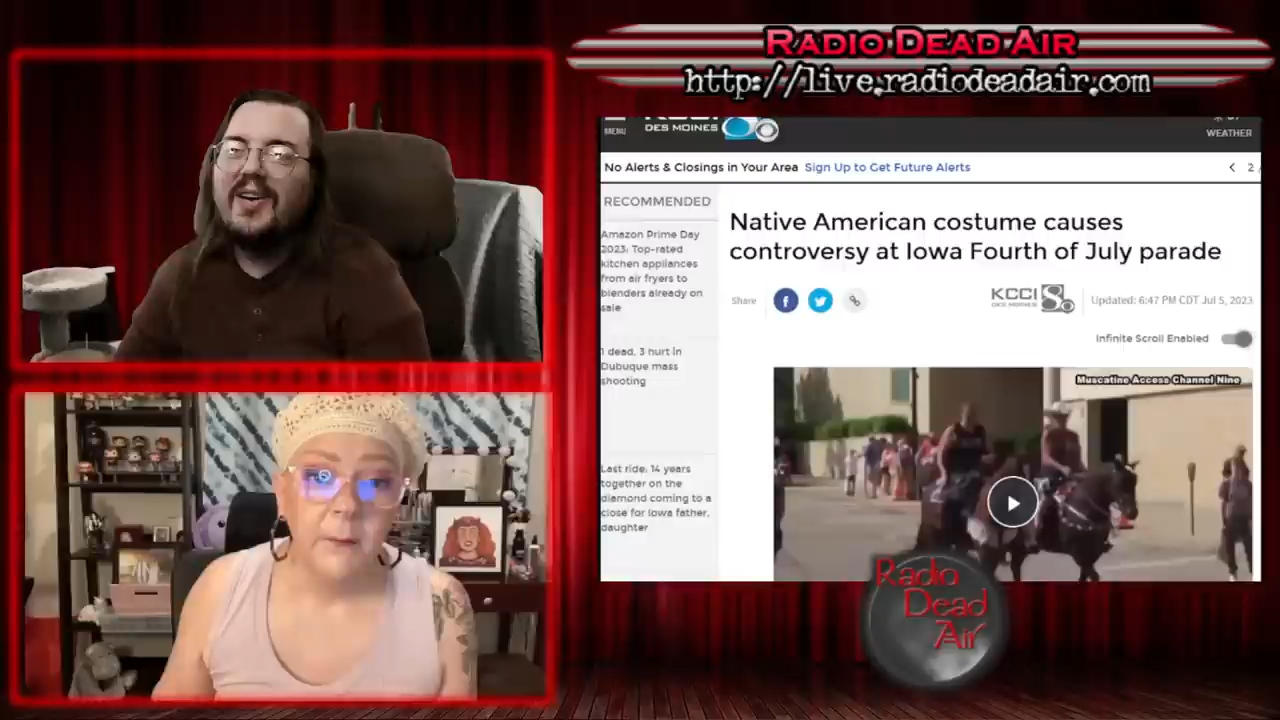 RADIO DEAD AIR
http://live.radiodeadair.com
MENU
DES MOINES
WEATHER
No Alerts & Closings in Your Area Sign Up to Get Future Alerts
2
RECOMMENDED
Amazon Prime Day
2023: Top-rated
kitchen appliances
from air fryers to
blenders already on
sale
1 dead, 3 hurt in
Dubuque mass
shooting
Last ride: 14 years
together on the
diamond coming to a
close for Iowa father,
daughter
Native American costume causes
controversy at Iowa Fourth of July parade
Share
KCCI 8
DES MOINES
Updated: 6:47 PM CDT Jul 5, 2023
Infinite Scroll Enabled
Muscatine Access Channel Nine
Radio
Dead
Air